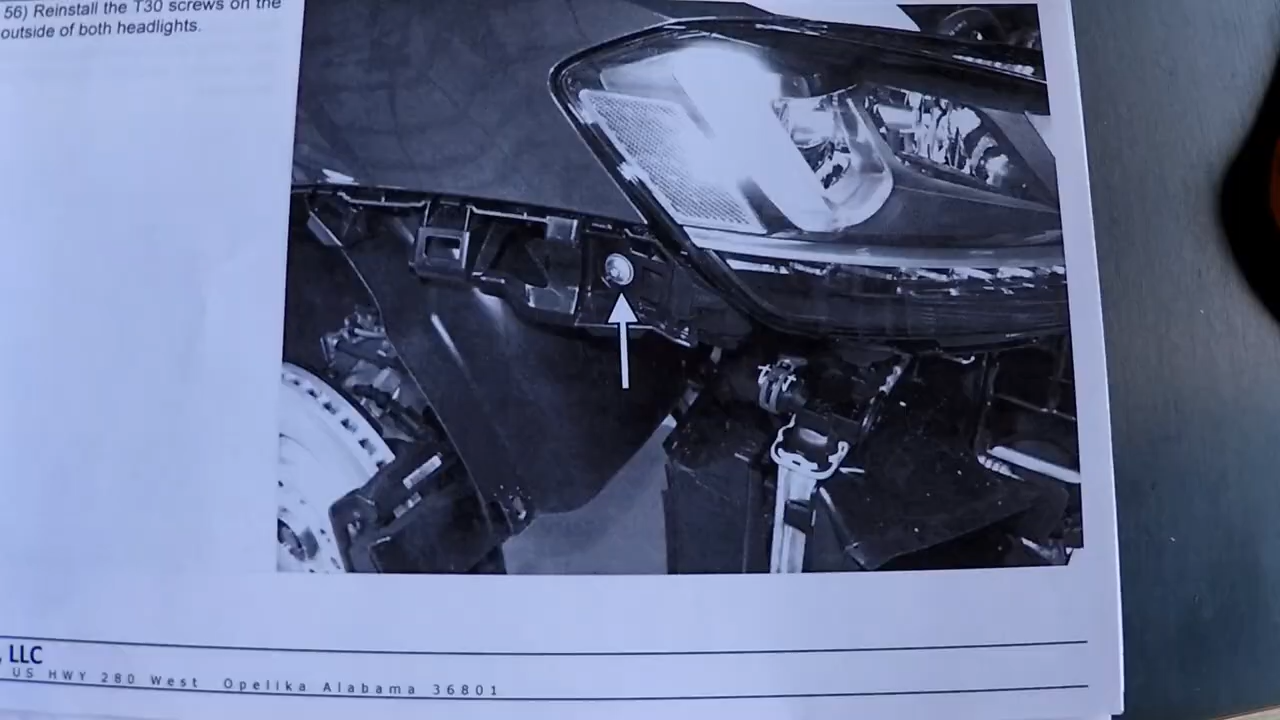 56) Reinstall the T30 screws on the
outside of both headlights.
, LLC
US HWY 280 West Opelika Alabama 36801